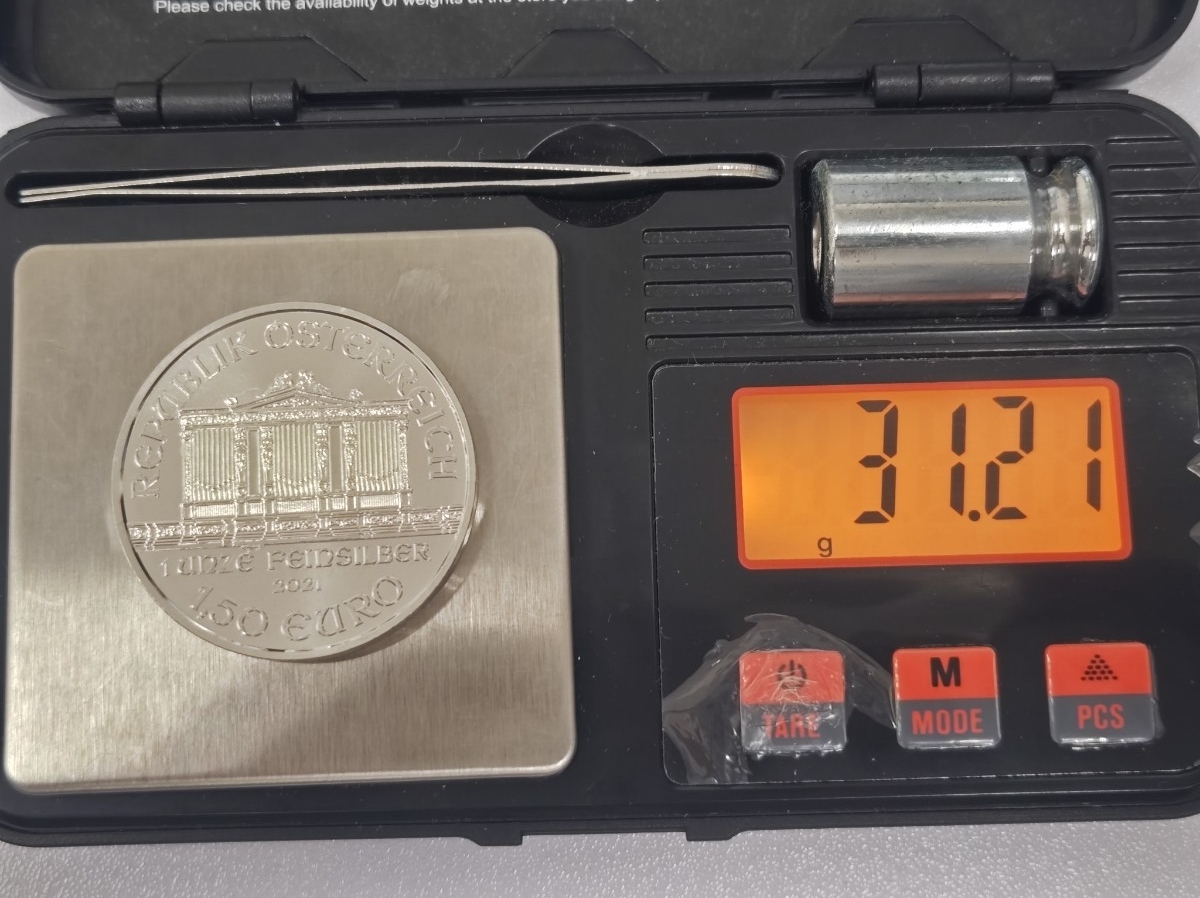 Please check the availability of weights at the store you
REPUBLIK ÖSTERREICH
1 UNZE FEINSILBER
2021
1,50 EURO
31.21
g
TARE
M
MODE
PCS